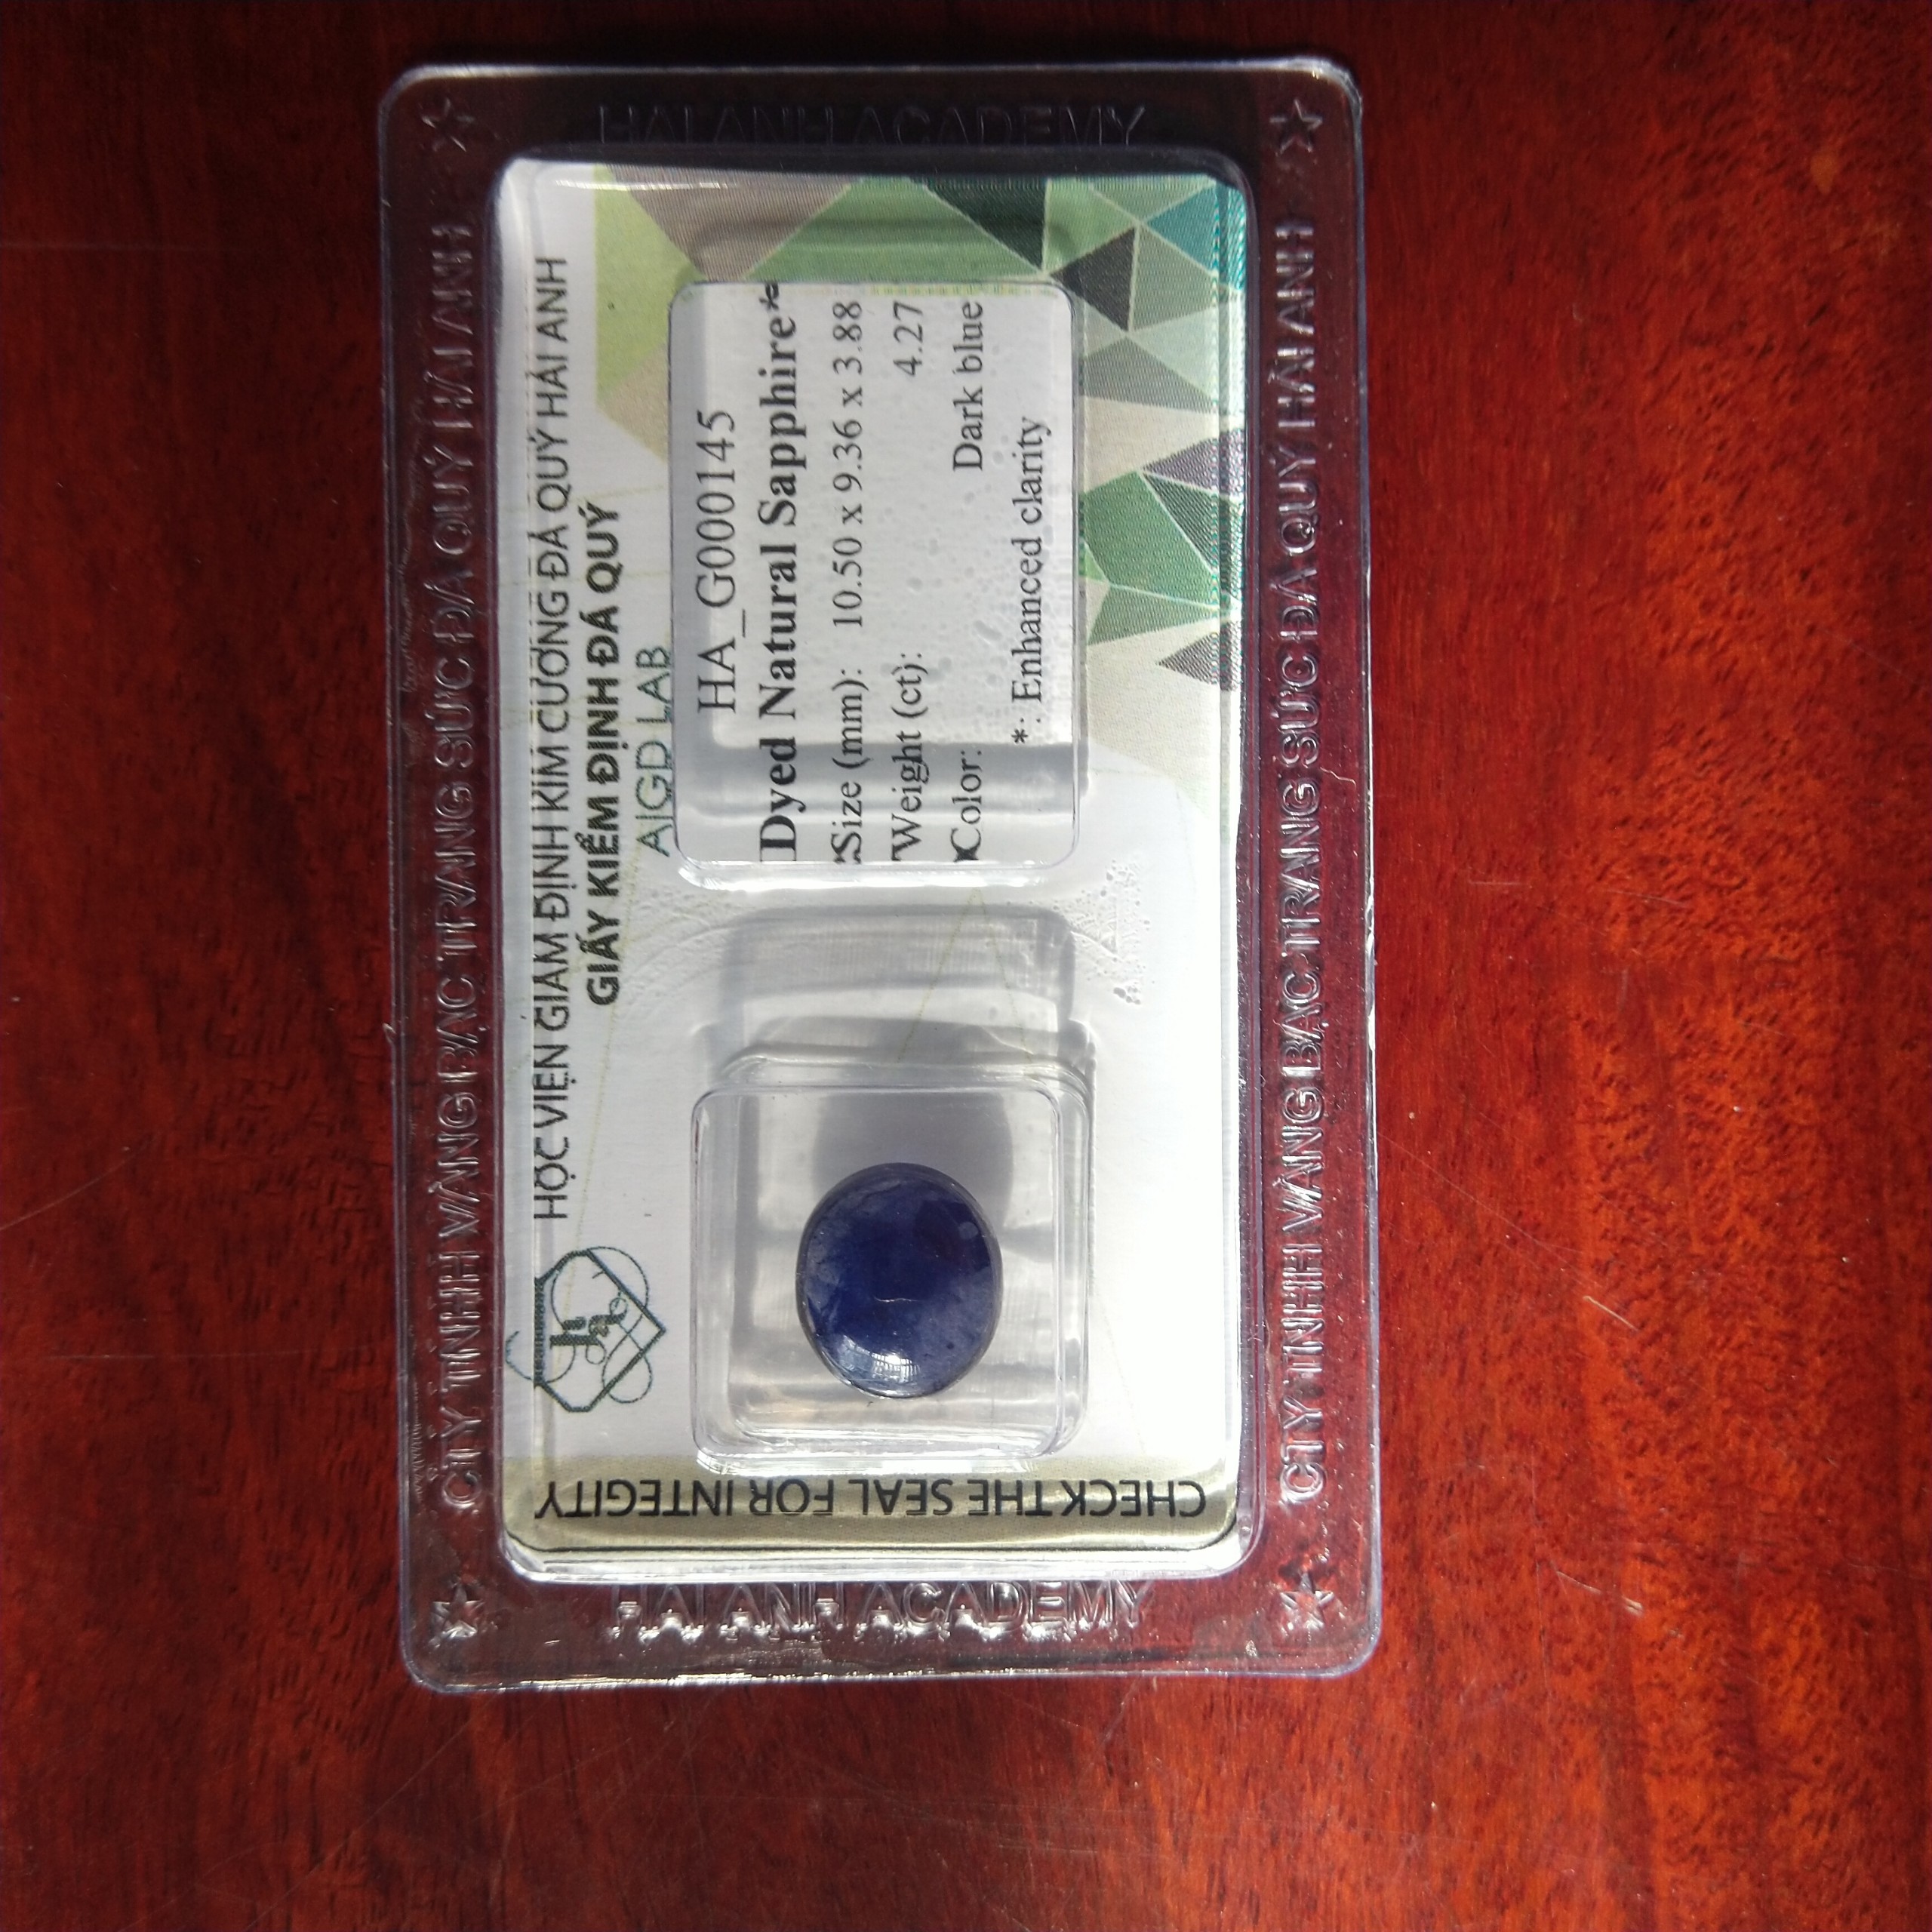 HAI ANH ACADEMY
CTY TNHH VÀNG BẠC TRANG SỨC ĐÁ QUÝ HẢI ANH
HỌC VIỆN GIÁM ĐỊNH KIM CƯƠNG ĐÁ QUÝ HẢI ANH
GIẤY KIỂM ĐỊNH ĐÁ QUÝ
AIGD LAB
HA_G000145
Dyed Natural Sapphire*
Size (mm): 10.50 x 9.36 x 3.88
Weight (ct): 4.27
Color: Dark blue
*: Enhanced clarity
CHECK THE SEAL FOR INTEGITY
CTY TNHH VÀNG BẠC TRANG SỨC ĐÁ QUÝ HẢI ANH
HAI ANH ACADEMY